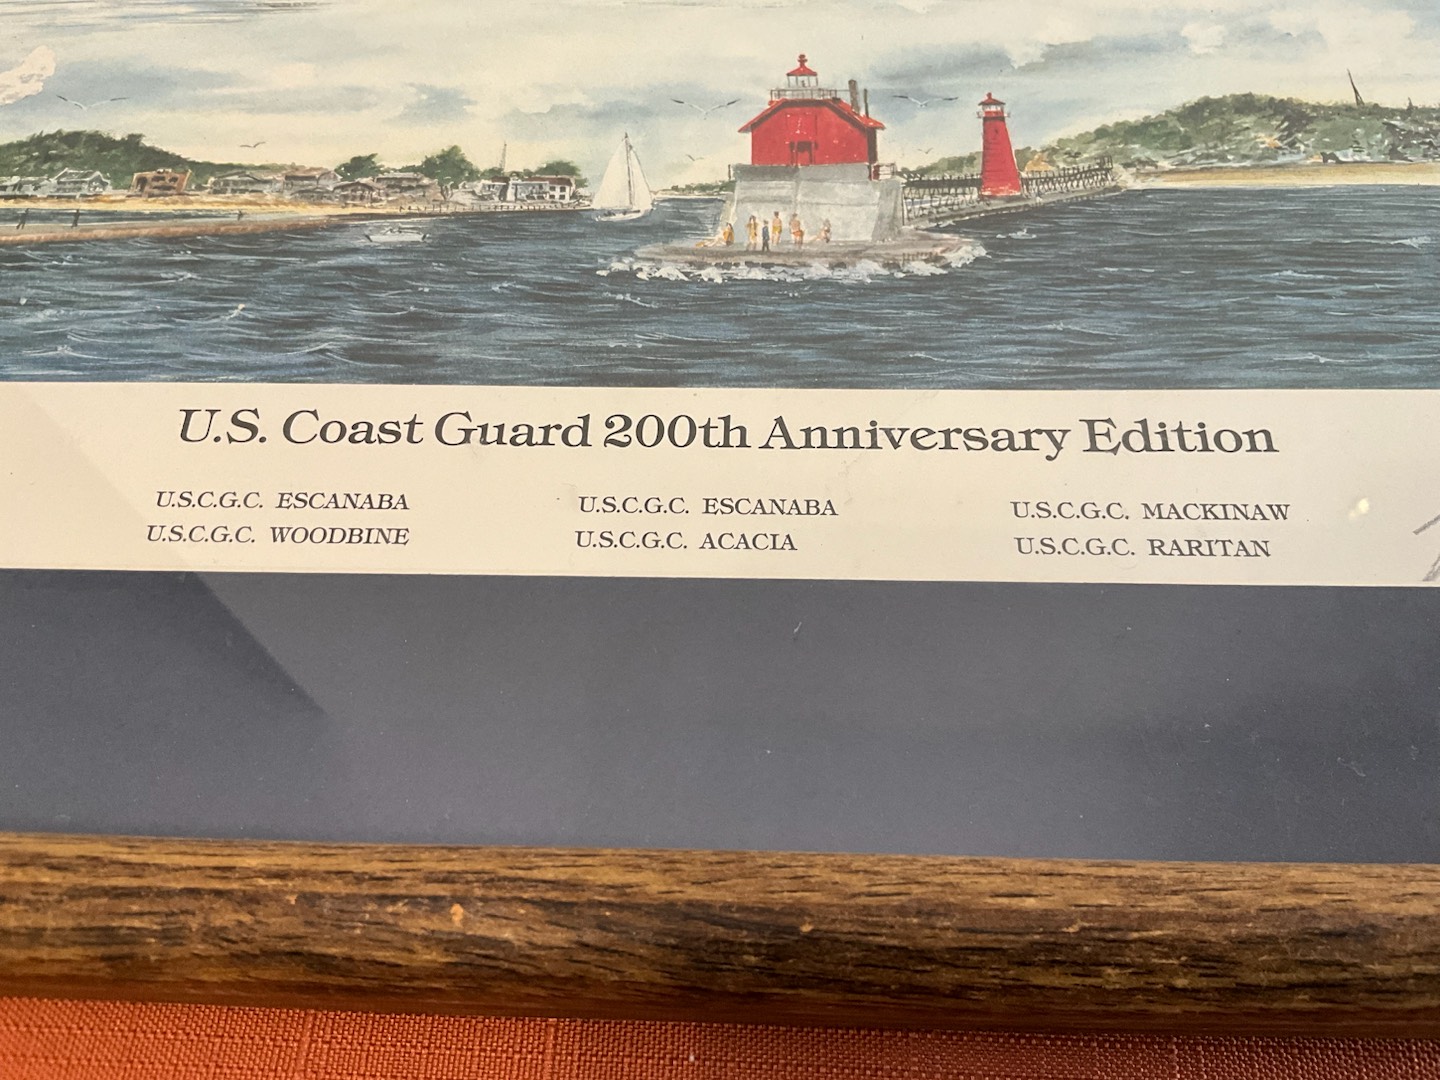 U.S. Coast Guard 200th Anniversary Edition
U.S.C.G.C. ESCANABA U.S.C.G.C. ESCANABA U.S.C.G.C. MACKINAW
U.S.C.G.C. WOODBINE U.S.C.G.C. ACACIA U.S.C.G.C. RARITAN